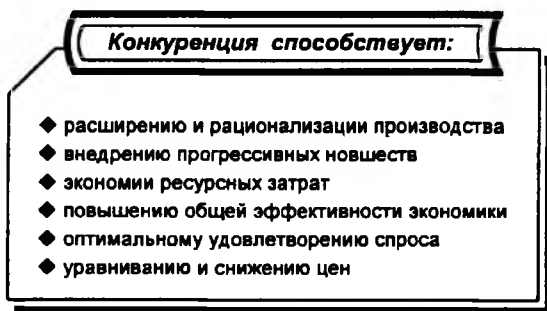 Конкуренция способствует:
◆ расширению и рационализации производства
◆ внедрению прогрессивных новшеств
◆ экономии ресурсных затрат
◆ повышению общей эффективности экономики
◆ оптимальному удовлетворению спроса
◆ уравниванию и снижению цен